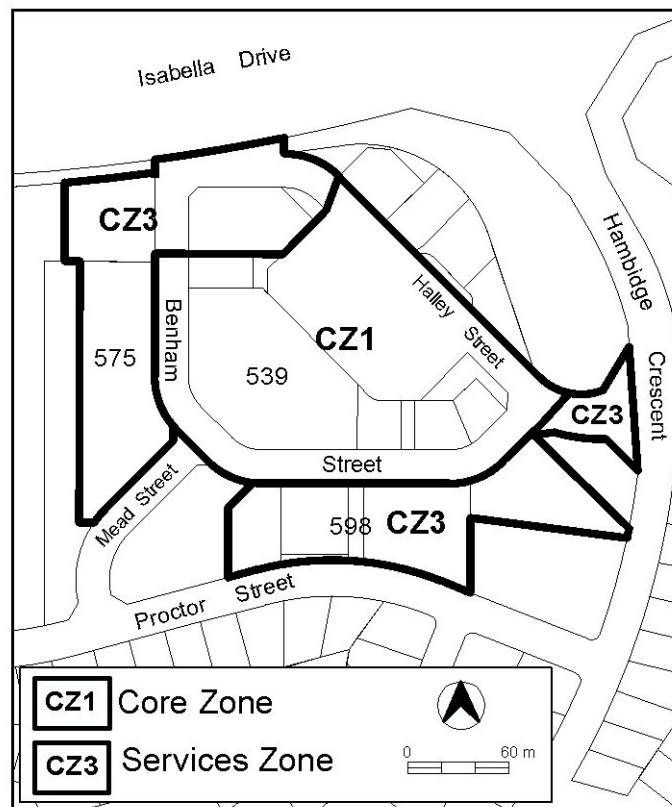 Isabella Drive
CZ3
Hambidge
Crescent
Halley Street
Benham
Street
CZ1
575
539
CZ3
Mead Street
598
CZ3
Proctor Street
CZ1 Core Zone
CZ3 Services Zone
0 60 m